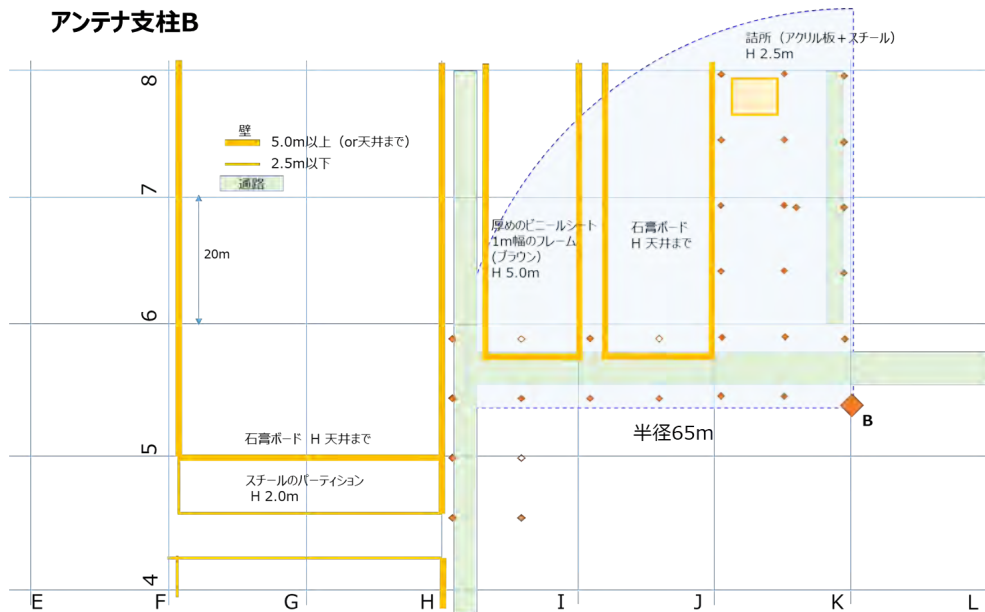 アンテナ支柱B
詰所（アクリル板＋スチール）
H 2.5m
8
壁
5.0m以上（or天井まで）
2.5m以下
通路
7
20m
厚めのビニールシート
1m幅のフレーム
(ブラウン)
H 5.0m
石膏ボード
H 天井まで
6
B
半径65m
石膏ボード H 天井まで
5
スチールのパーティション
H 2.0m
4
E
F
G
H
I
J
K
L